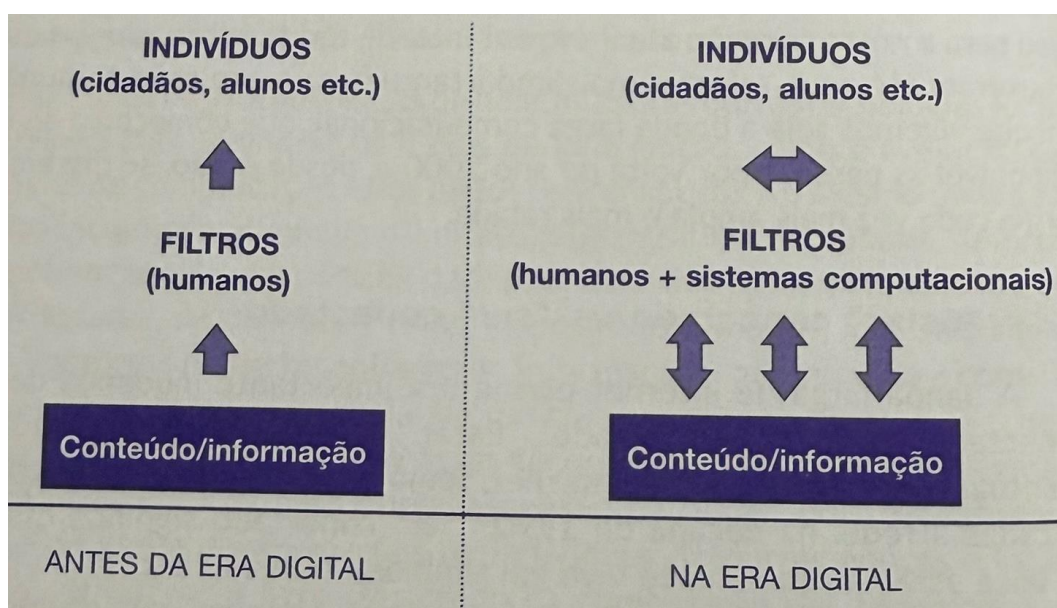 INDIVÍDUOS
(cidadãos, alunos etc.)
FILTROS
(humanos)
Conteúdo/informação
ANTES DA ERA DIGITAL
INDIVÍDUOS
(cidadãos, alunos etc.)
FILTROS
(humanos + sistemas computacionais)
Conteúdo/informação
NA ERA DIGITAL